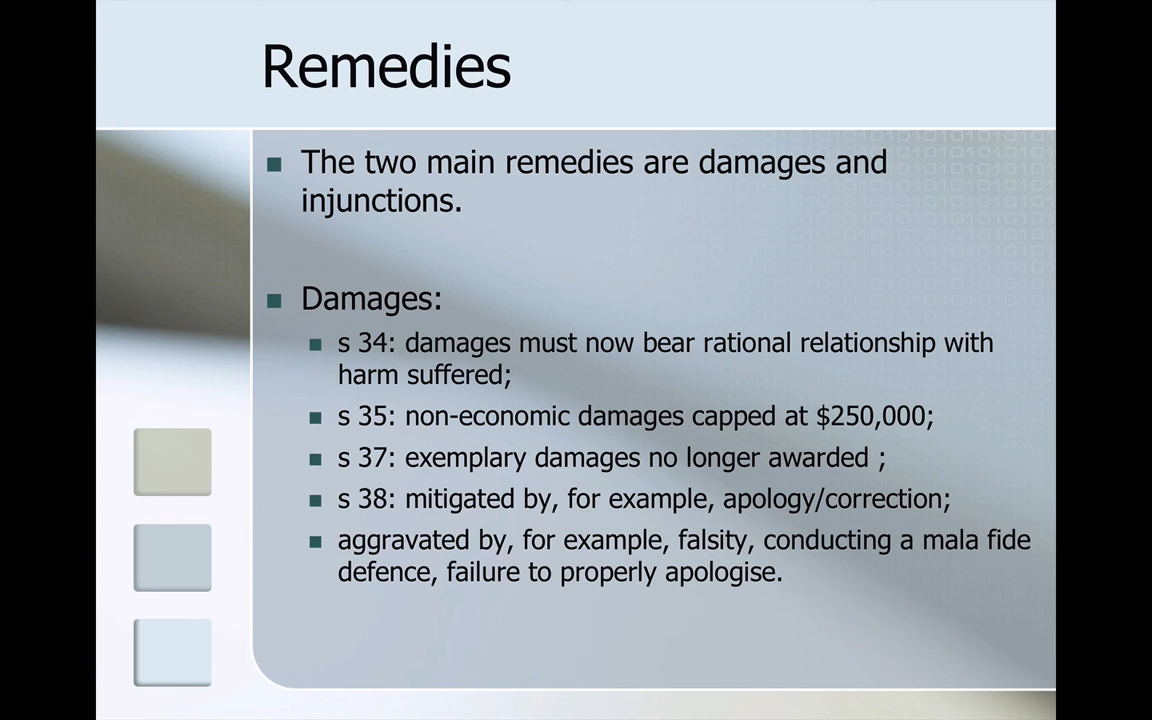 Remedies
The two main remedies are damages and
injunctions.
Damages:
s 34: damages must now bear rational relationship with
harm suffered;
s 35: non-economic damages capped at $250,000;
s 37: exemplary damages no longer awarded ;
s 38: mitigated by, for example, apology/correction;
aggravated by, for example, falsity, conducting a mala fide
defence, failure to properly apologise.